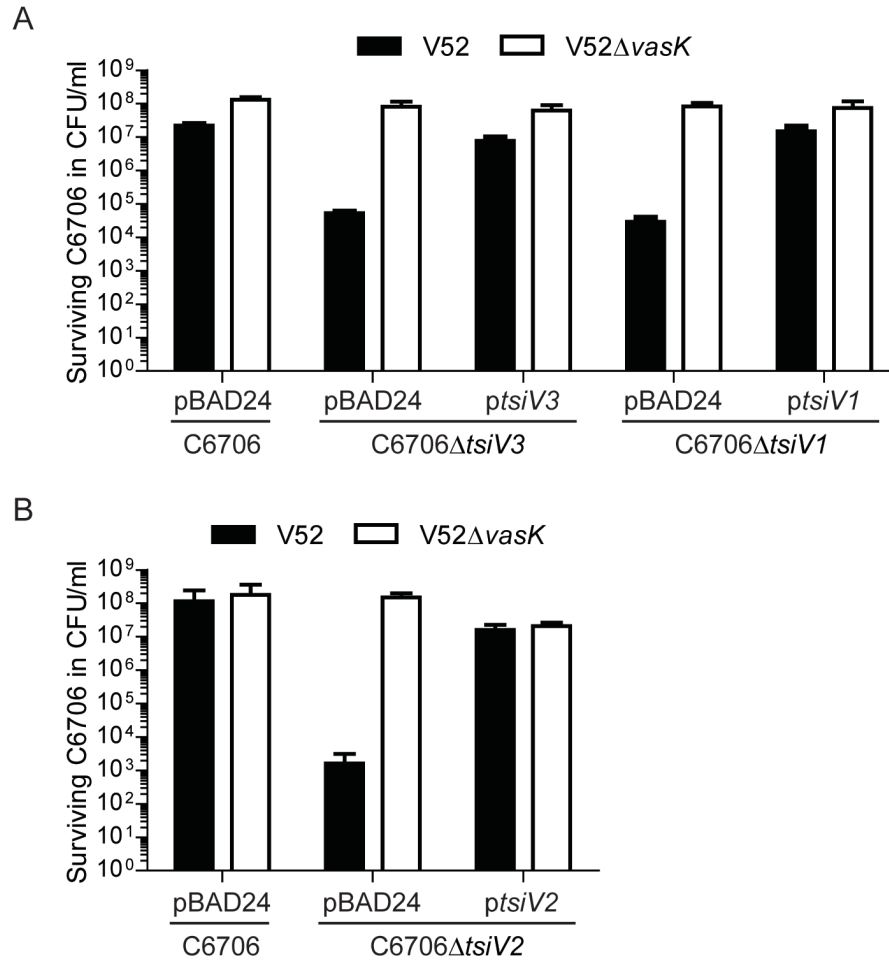 A
V52 V52ΔvasK
Surviving C6706 in CFU/ml
10⁹
10⁸
10⁷
10⁶
10⁵
10⁴
10³
10²
10¹
10⁰
pBAD24 pBAD24 ptsiV3 pBAD24 ptsiV1
C6706 C6706ΔtsiV3 C6706ΔtsiV1
B
V52 V52ΔvasK
Surviving C6706 in CFU/ml
10⁹
10⁸
10⁷
10⁶
10⁵
10⁴
10³
10²
10¹
10⁰
pBAD24 pBAD24 ptsiV2
C6706 C6706ΔtsiV2